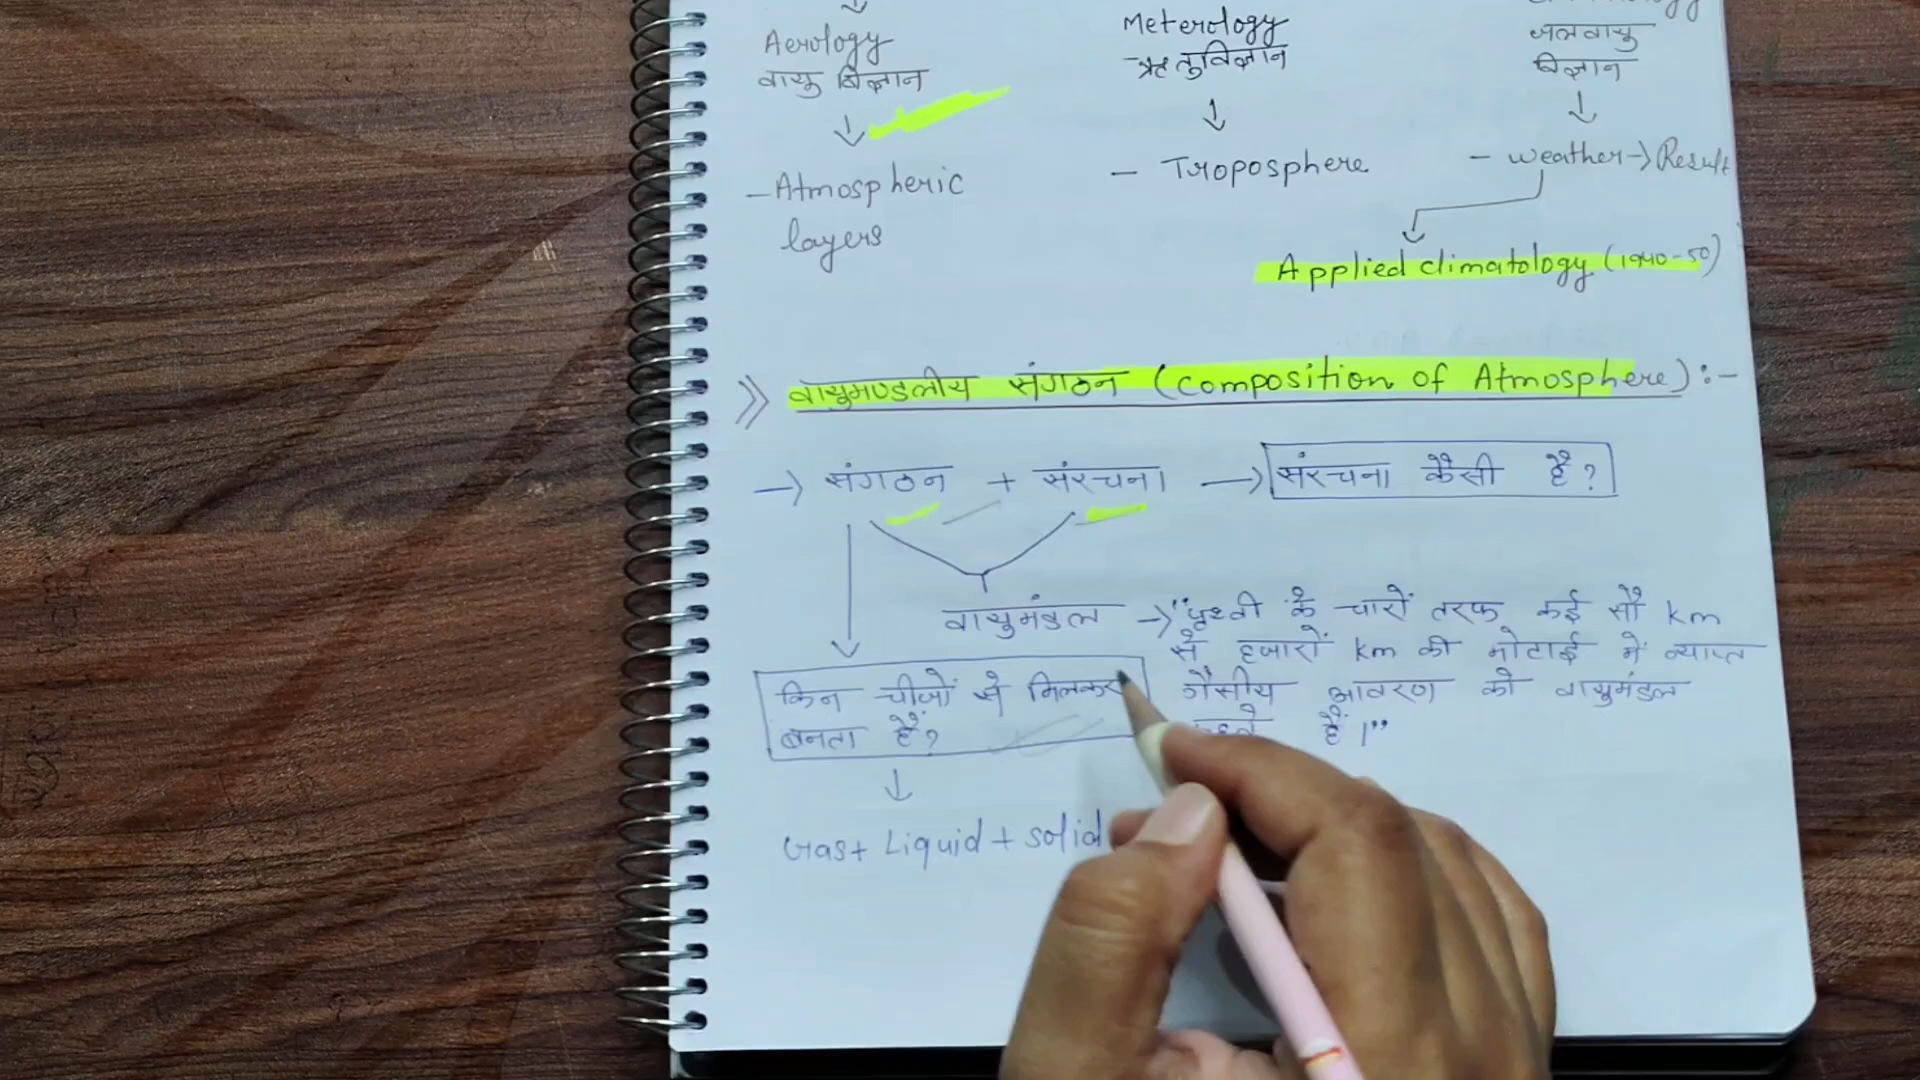 Aerology
वायु विज्ञान
Meterology
ऋतुविज्ञान
जलवायु
विज्ञान
- Atmospheric
layers
- Troposphere
- weather → Result
Applied climatology (1940-50)
वायुमण्डलीय संगठन (Composition of Atmosphere) :-
→ संगठन + संरचना → संरचना कैसी है?
वायुमंडल → "पृथ्वी के चारों तरफ कई सौ km
से हजारों km की मोटाई में व्याप्त
गैसीय आवरण को वायुमंडल
हैं।"
किन चीजों से मिलकर
बनता है?
Gas + Liquid + solid